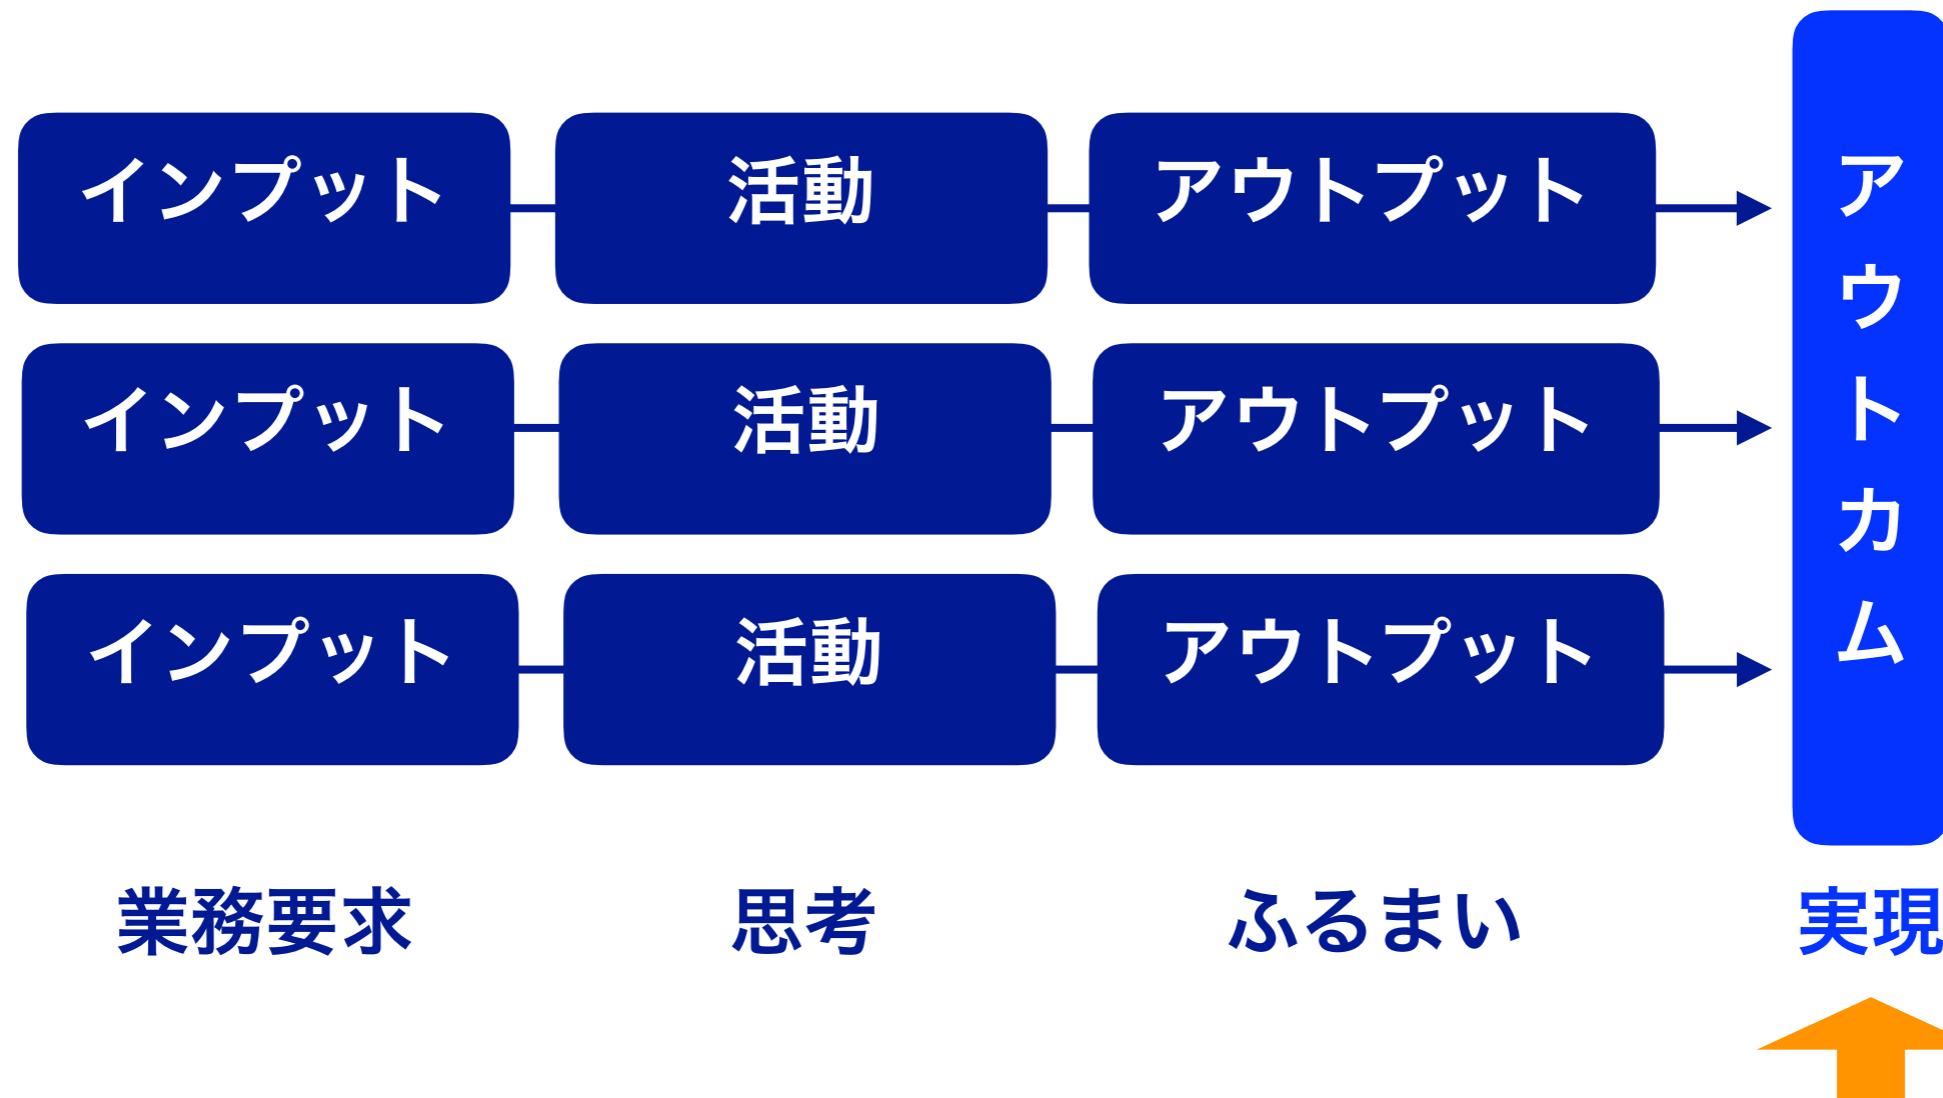 インプット
活動
アウトプット
インプット
活動
アウトプット
インプット
活動
アウトプット
アウトカム
業務要求
思考
ふるまい
実現